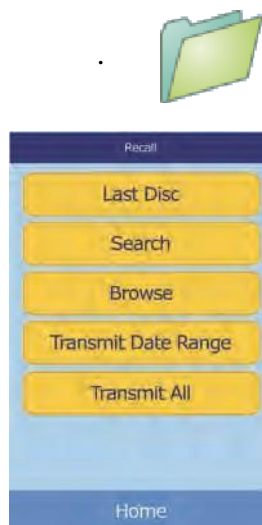 .
Recall
Last Disc
Search
Browse
Transmit Date Range
Transmit All
Home